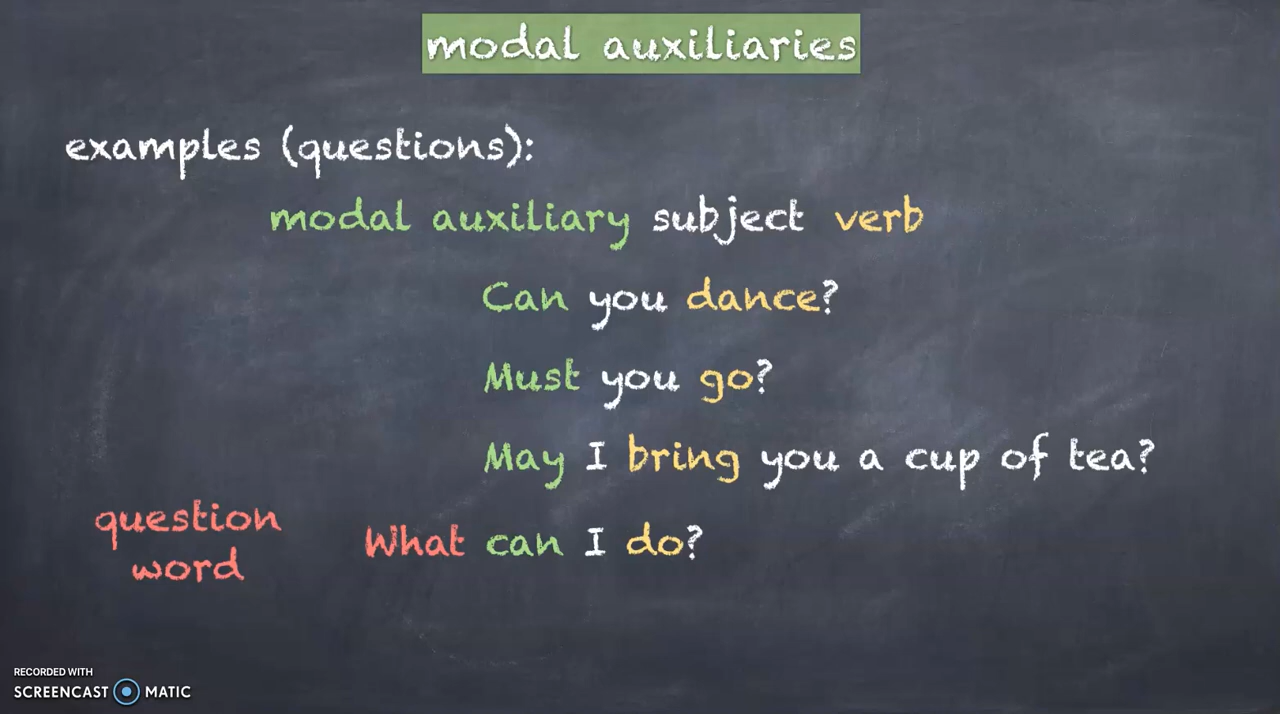 modal auxiliaries
examples (questions):
modal auxiliary subject verb
Can you dance?
Must you go?
May I bring you a cup of tea?
question
word
What can I do?
RECORDED WITH
SCREENCAST MATIC